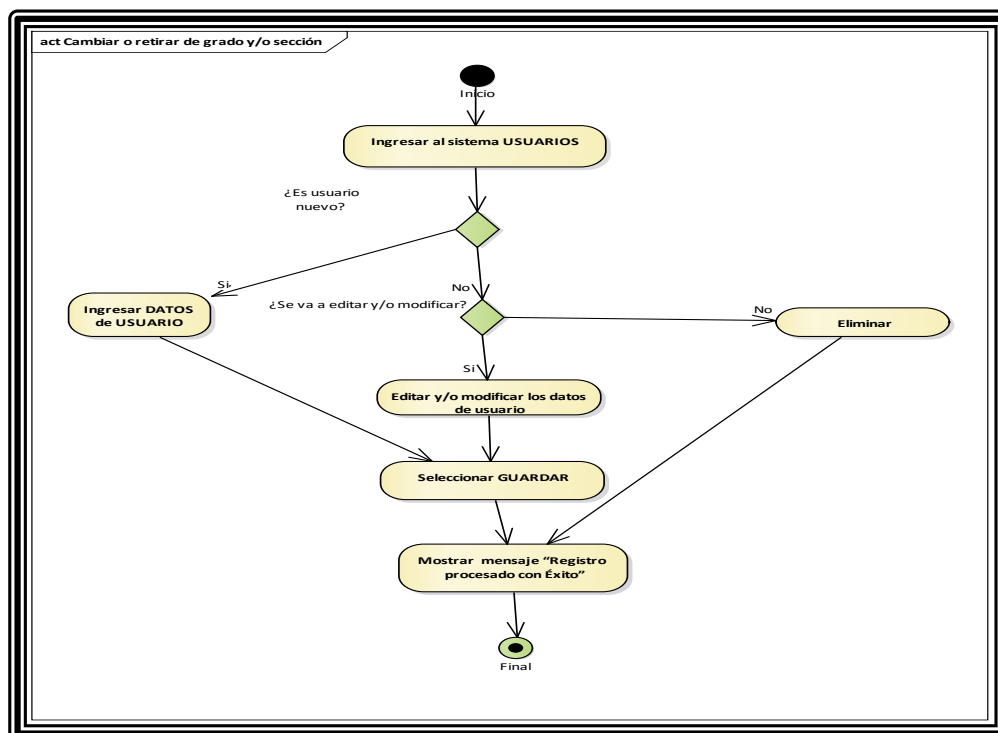 act Cambiar o retirar de grado y/o sección
Inicio
Ingresar al sistema USUARIOS
¿Es usuario
nuevo?
Si
Ingresar DATOS
de USUARIO
No
¿Se va a editar y/o modificar?
No
Eliminar
Si
Editar y/o modificar los datos
de usuario
Seleccionar GUARDAR
Mostrar mensaje “Registro
procesado con Éxito”
Final